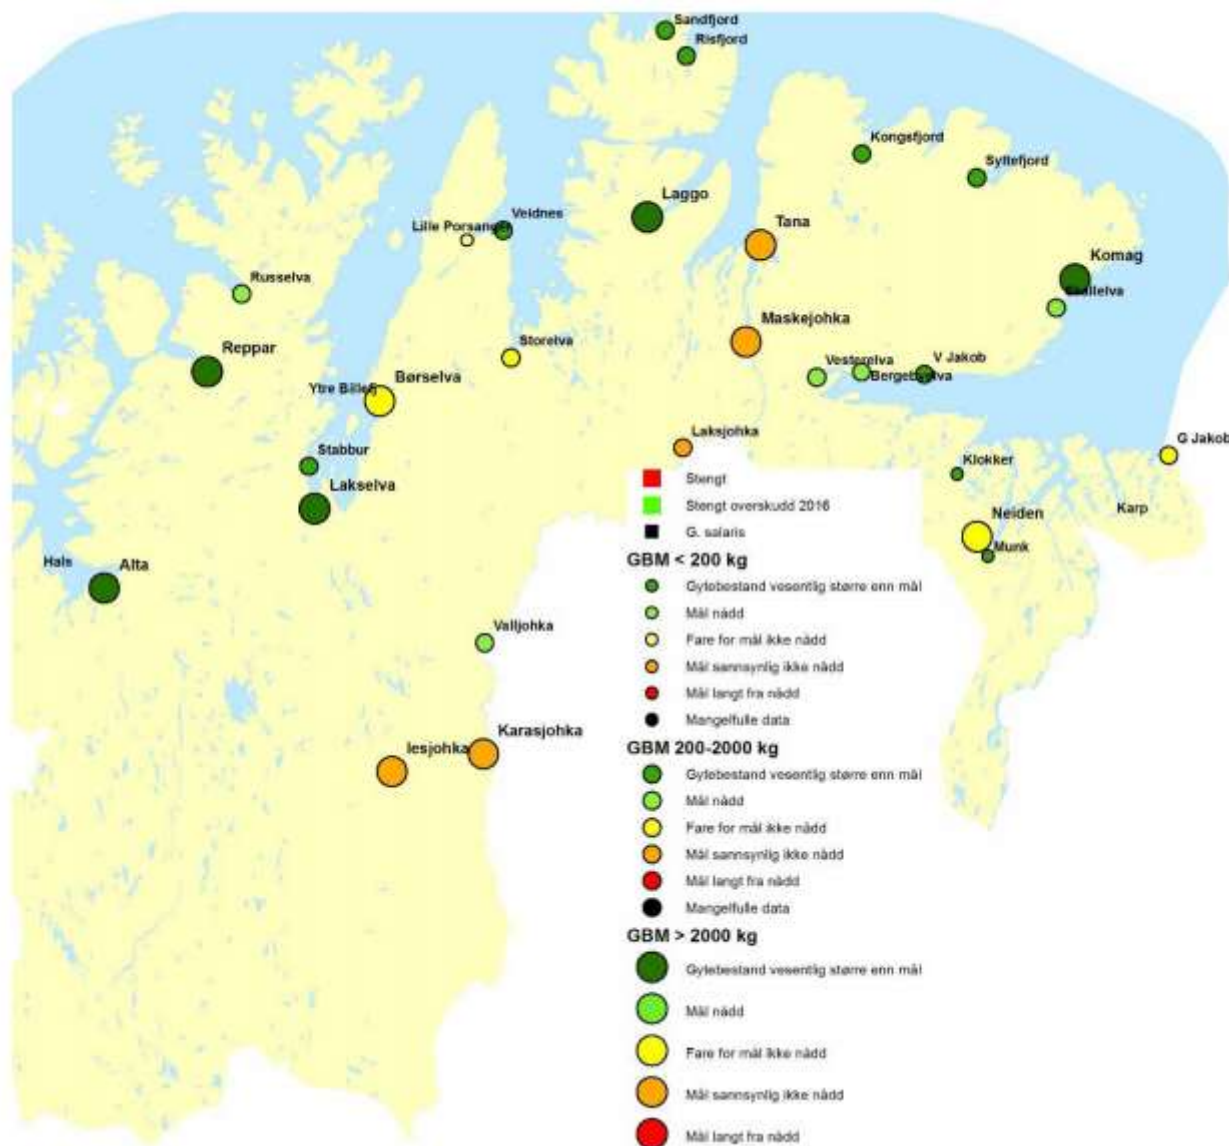 Sandfjord
Risfjord
Kongsfjord
Syltefjord
Laggo
Veidnes
Lille Porsanger
Tana
Komag
Russelva
Maskejohka
Reppar
Storelva
Vesterelva
V Jakob
Bergebyelva
Børselva
Ytre Billefj
Laksjohka
G Jakob
Stabbur
Klokker
Lakselva
Neiden
Karp
Munk
Hals
Alta
Valljohka
Karasjohka
Iesjohka
Stengt
Stengt overskudd 2016
G. salaris
GBM < 200 kg
Gytebestand vesentlig større enn mål
Mål nådd
Fare for mål ikke nådd
Mål sannsynlig ikke nådd
Mål langt fra nådd
Mangelfulle data
GBM 200-2000 kg
Gytebestand vesentlig større enn mål
Mål nådd
Fare for mål ikke nådd
Mål sannsynlig ikke nådd
Mål langt fra nådd
Mangelfulle data
GBM > 2000 kg
Gytebestand vesentlig større enn mål
Mål nådd
Fare for mål ikke nådd
Mål sannsynlig ikke nådd
Mål langt fra nådd